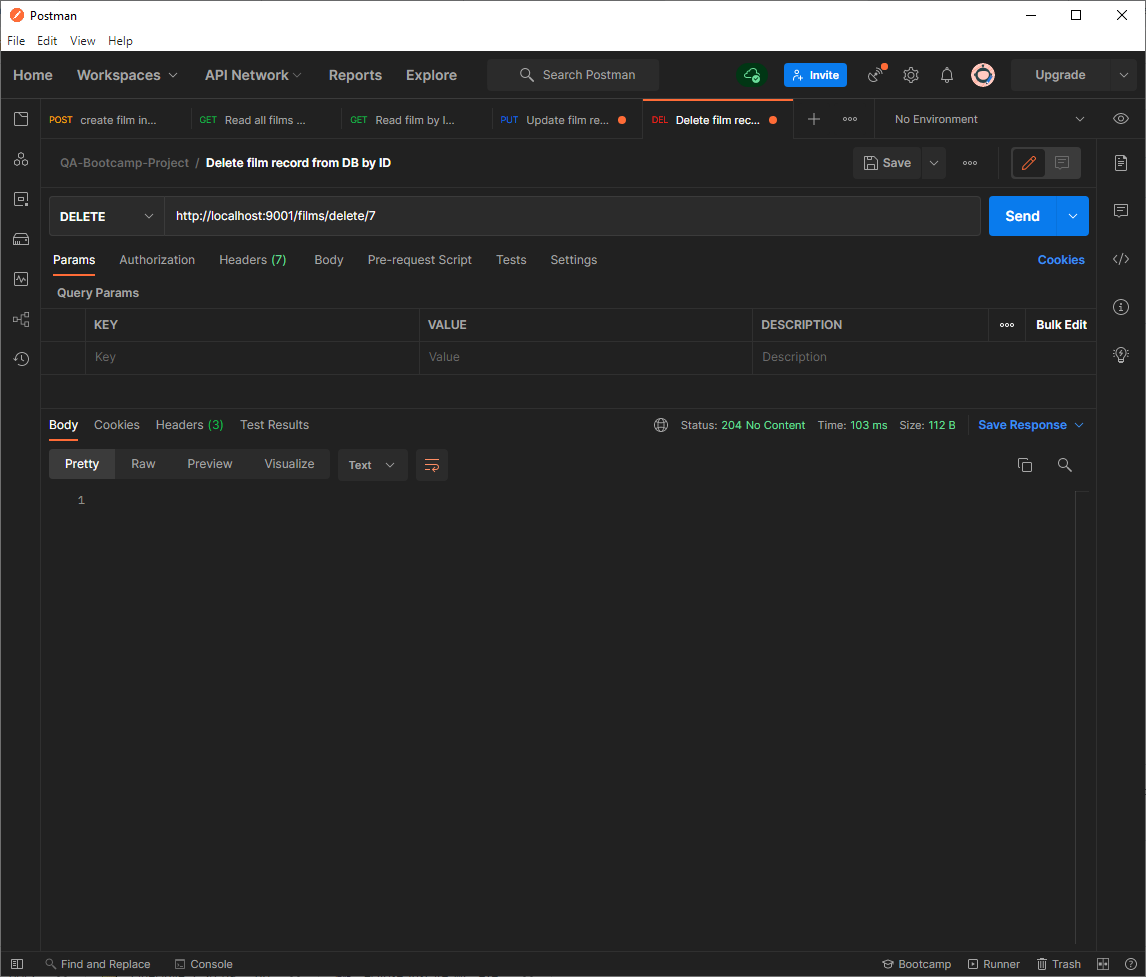 Postman
File Edit View Help
Home Workspaces API Network Reports Explore Search Postman Invite Upgrade
POST create film in... GET Read all films ... GET Read film by I... PUT Update film re... DEL Delete film rec... No Environment
QA-Bootcamp-Project / Delete film record from DB by ID Save
DELETE http://localhost:9001/films/delete/7 Send
Params Authorization Headers (7) Body Pre-request Script Tests Settings Cookies
Query Params
KEY VALUE DESCRIPTION Bulk Edit
Key Value Description
Body Cookies Headers (3) Test Results Status: 204 No Content Time: 103 ms Size: 112 B Save Response
Pretty Raw Preview Visualize Text
1
Find and Replace Console Bootcamp Runner Trash